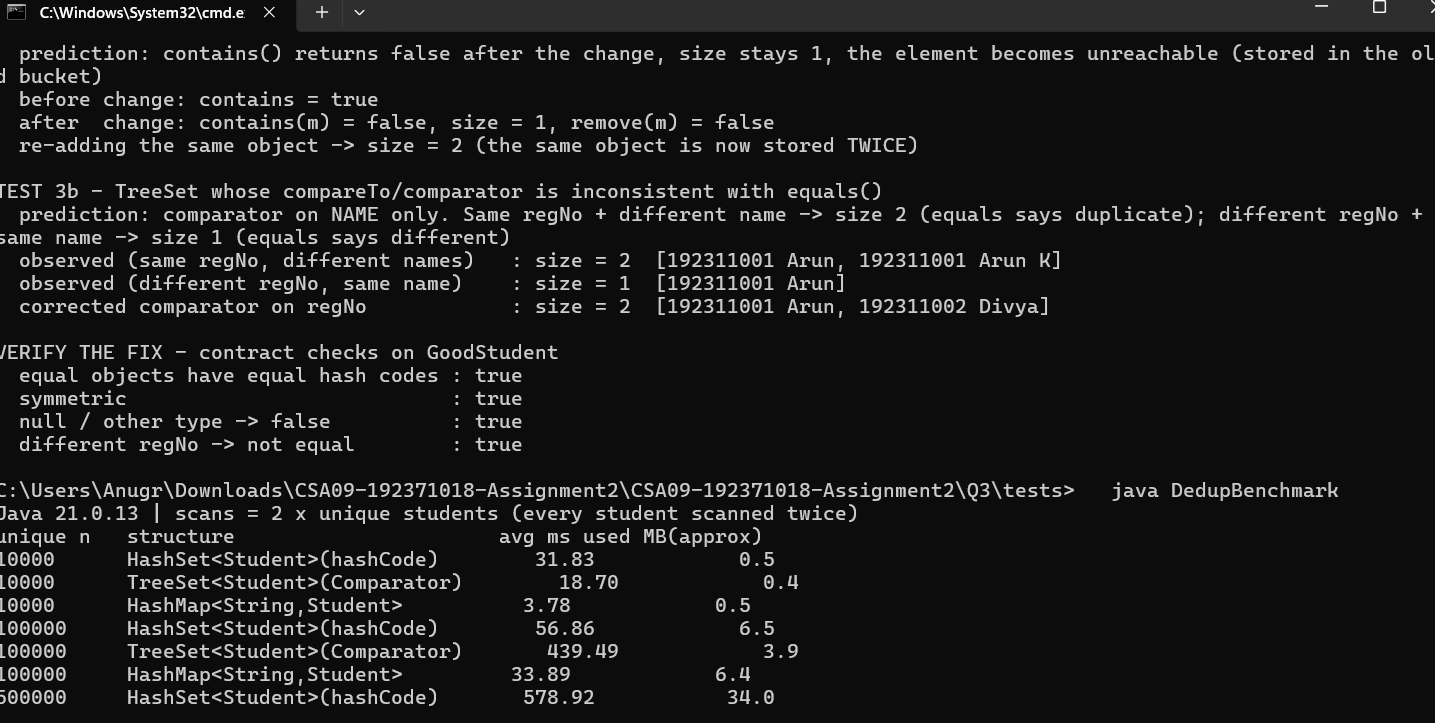 C:\Windows\System32\cmd.e
prediction: contains() returns false after the change, size stays 1, the element becomes unreachable (stored in the ol
d bucket)
before change: contains = true
after  change: contains(m) = false, size = 1, remove(m) = false
re-adding the same object -> size = 2 (the same object is now stored TWICE)
TEST 3b - TreeSet whose compareTo/comparator is inconsistent with equals()
prediction: comparator on NAME only. Same regNo + different name -> size 2 (equals says duplicate); different regNo +
same name -> size 1 (equals says different)
observed (same regNo, different names)   : size = 2  [192311001 Arun, 192311001 Arun K]
observed (different regNo, same name)    : size = 1  [192311001 Arun]
corrected comparator on regNo            : size = 2  [192311001 Arun, 192311002 Divya]
VERIFY THE FIX - contract checks on GoodStudent
equal objects have equal hash codes : true
symmetric                           : true
null / other type -> false          : true
different regNo -> not equal        : true
C:\Users\Anugr\Downloads\CSA09-192371018-Assignment2\CSA09-192371018-Assignment2\Q3\tests>   java DedupBenchmark
Java 21.0.13 | scans = 2 x unique students (every student scanned twice)
unique n   structure                      avg ms used MB(approx)
10000      HashSet<Student>(hashCode)        31.83            0.5
10000      TreeSet<Student>(Comparator)        18.70            0.4
10000      HashMap<String,Student>          3.78            0.5
100000     HashSet<Student>(hashCode)        56.86            6.5
100000     TreeSet<Student>(Comparator)       439.49            3.9
100000     HashMap<String,Student>         33.89            6.4
500000     HashSet<Student>(hashCode)       578.92           34.0